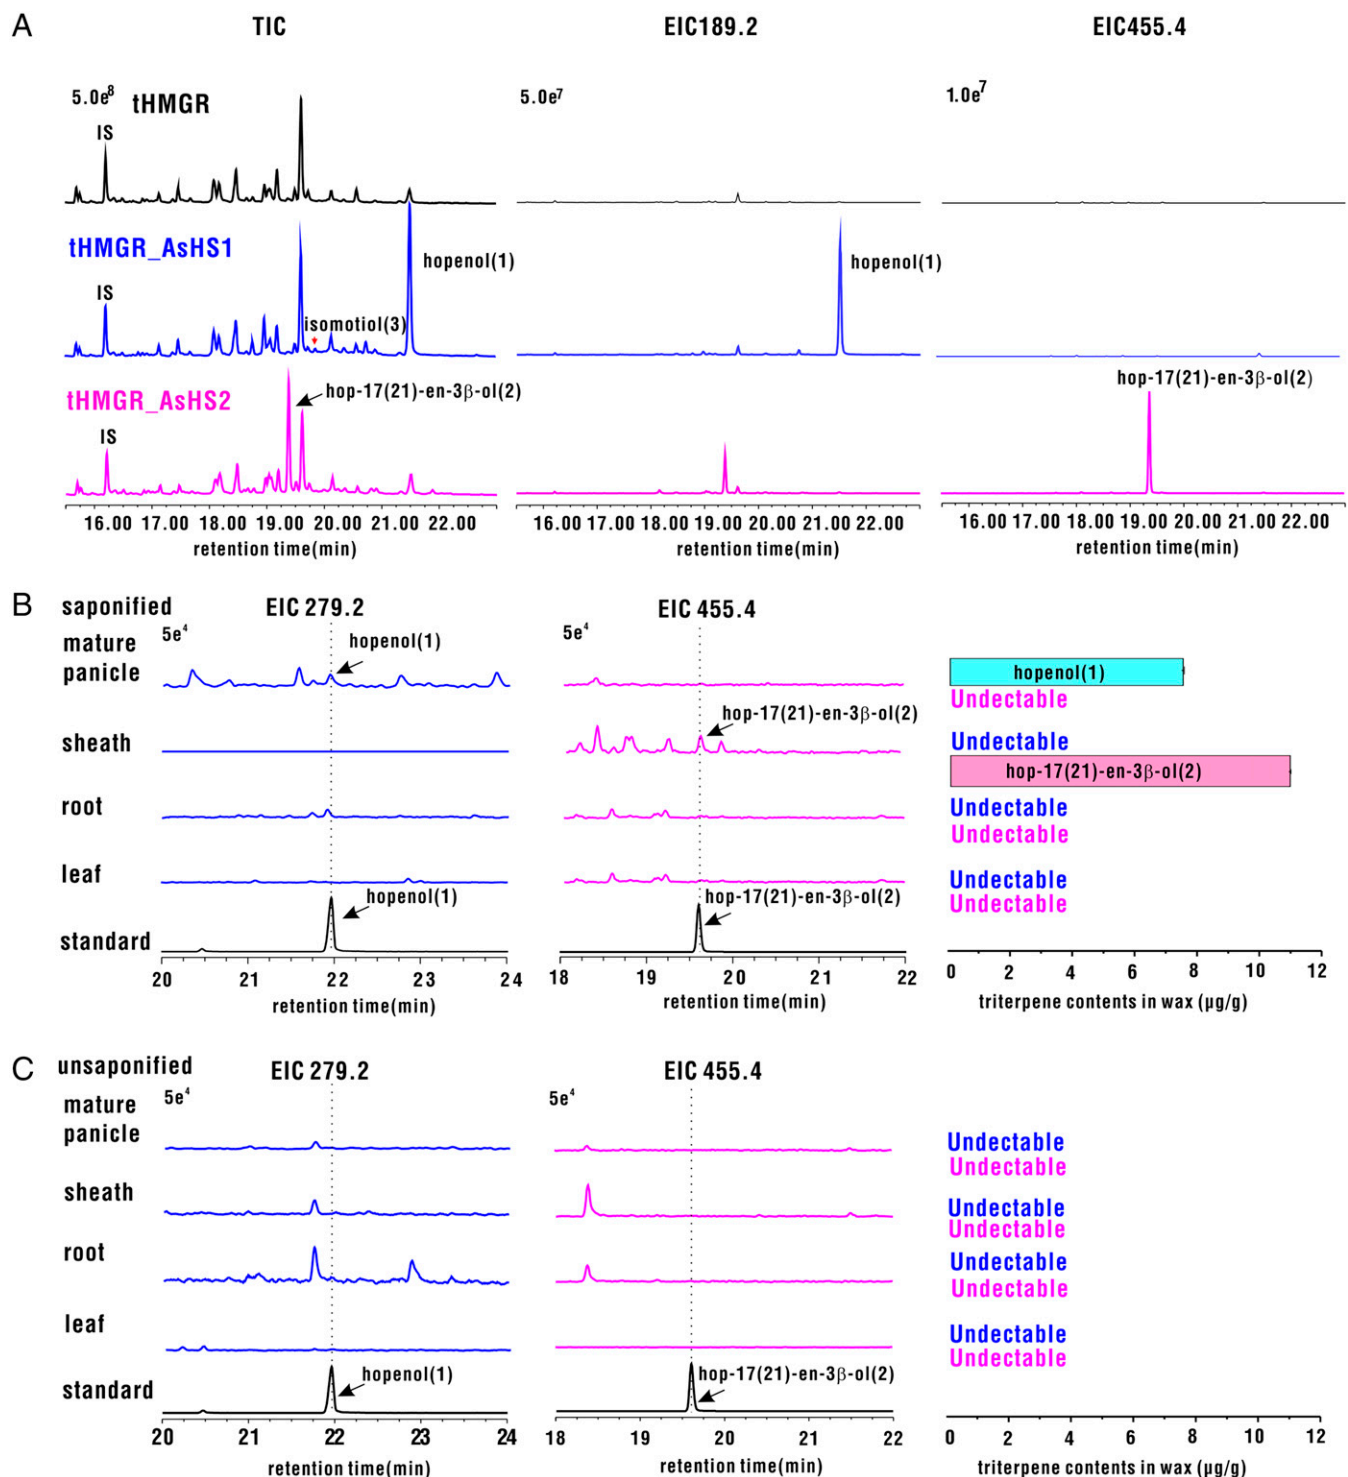 A
TIC
EIC189.2
EIC455.4
5.0e8
tHMGR
5.0e7
1.0e7
IS
tHMGR_AsHS1
hopenol(1)
hopenol(1)
IS
isomotiol(3)
tHMGR_AsHS2
hop-17(21)-en-3β-ol(2)
hop-17(21)-en-3β-ol(2)
IS
16.00 17.00 18.00 19.00 20.00 21.00 22.00
16.00 17.00 18.00 19.00 20.00 21.00 22.00
16.00 17.00 18.00 19.00 20.00 21.00 22.00
retention time(min)
retention time(min)
retention time(min)
B
saponified
EIC 279.2
EIC 455.4
mature
panicle
5e4
hopenol(1)
5e4
hopenol(1)
Undectable
sheath
hop-17(21)-en-3β-ol(2)
Undectable
hop-17(21)-en-3β-ol(2)
root
Undectable
Undectable
leaf
Undectable
Undectable
hopenol(1)
hop-17(21)-en-3β-ol(2)
standard
20 21 22 23 24
18 19 20 21 22
0 2 4 6 8 10 12
retention time(min)
retention time(min)
triterpene contents in wax (µg/g)
C
unsaponified
EIC 279.2
EIC 455.4
mature
panicle
5e4
5e4
Undectable
Undectable
sheath
Undectable
Undectable
root
Undectable
Undectable
leaf
Undectable
Undectable
hopenol(1)
hop-17(21)-en-3β-ol(2)
standard
20 21 22 23 24
18 19 20 21 22
0 2 4 6 8 10 12
retention time(min)
retention time(min)
triterpene contents in wax (µg/g)